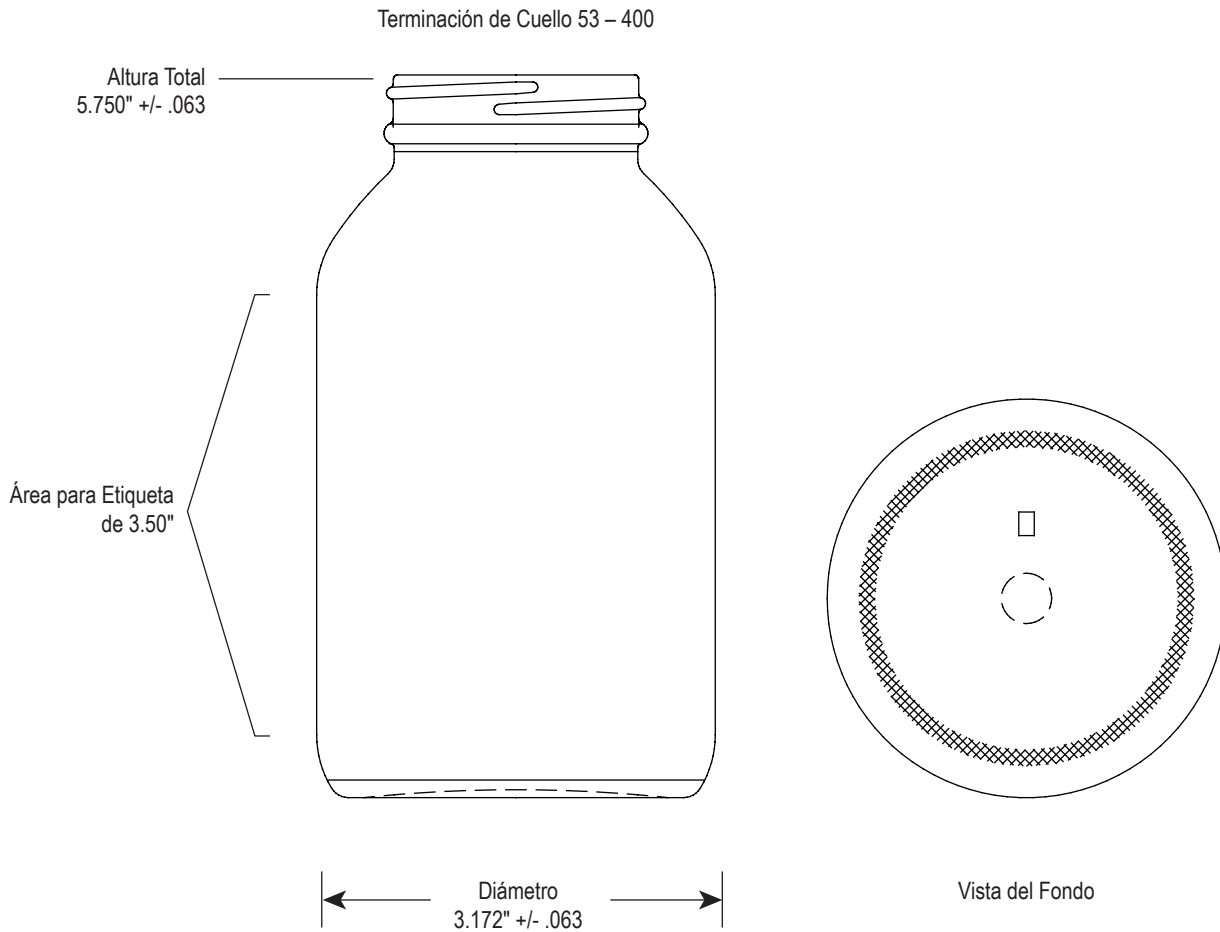 Terminación de Cuello 53 – 400
Altura Total
5.750" +/- .063
Área para Etiqueta
de 3.50"
Diámetro
3.172" +/- .063
Vista del Fondo